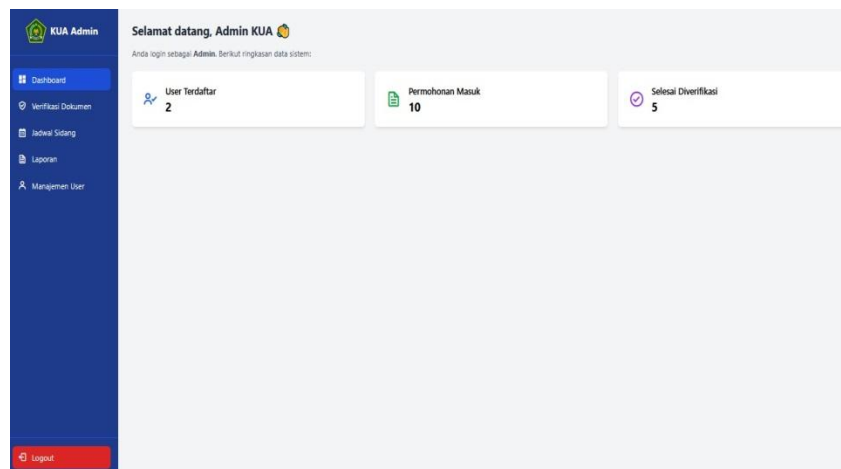 KUA Admin
Dashboard
Verifikasi Dokumen
Jadwal Sidang
Laporan
Manajemen User
Logout
Selamat datang, Admin KUA 👏
Anda login sebagai Admin. Berikut ringkasan data sistem:
User Terdaftar
2
Permohonan Masuk
10
Selesai Diverifikasi
5